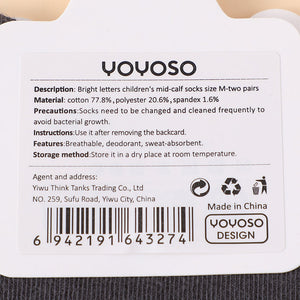 YOYOSO
Description: Bright letters children's mid-calf socks size M-two pairs
Material: cotton 77.8%, polyester 20.6%, spandex 1.6%
Precautions:Socks need to be changed and cleaned frequently to
avoid bacterial growth.
Instructions:Use it after removing the backcard.
Features:Breathable, deodorant, sweat-absorbent.
Storage method:Store it in a dry place at room temperature.
Agent and address:
Yiwu Think Tanks Trading Co., Ltd
NO. 259, Sufu Road, Yiwu City, China
Made in China
6 942191 643274
YOYOSO
DESIGN